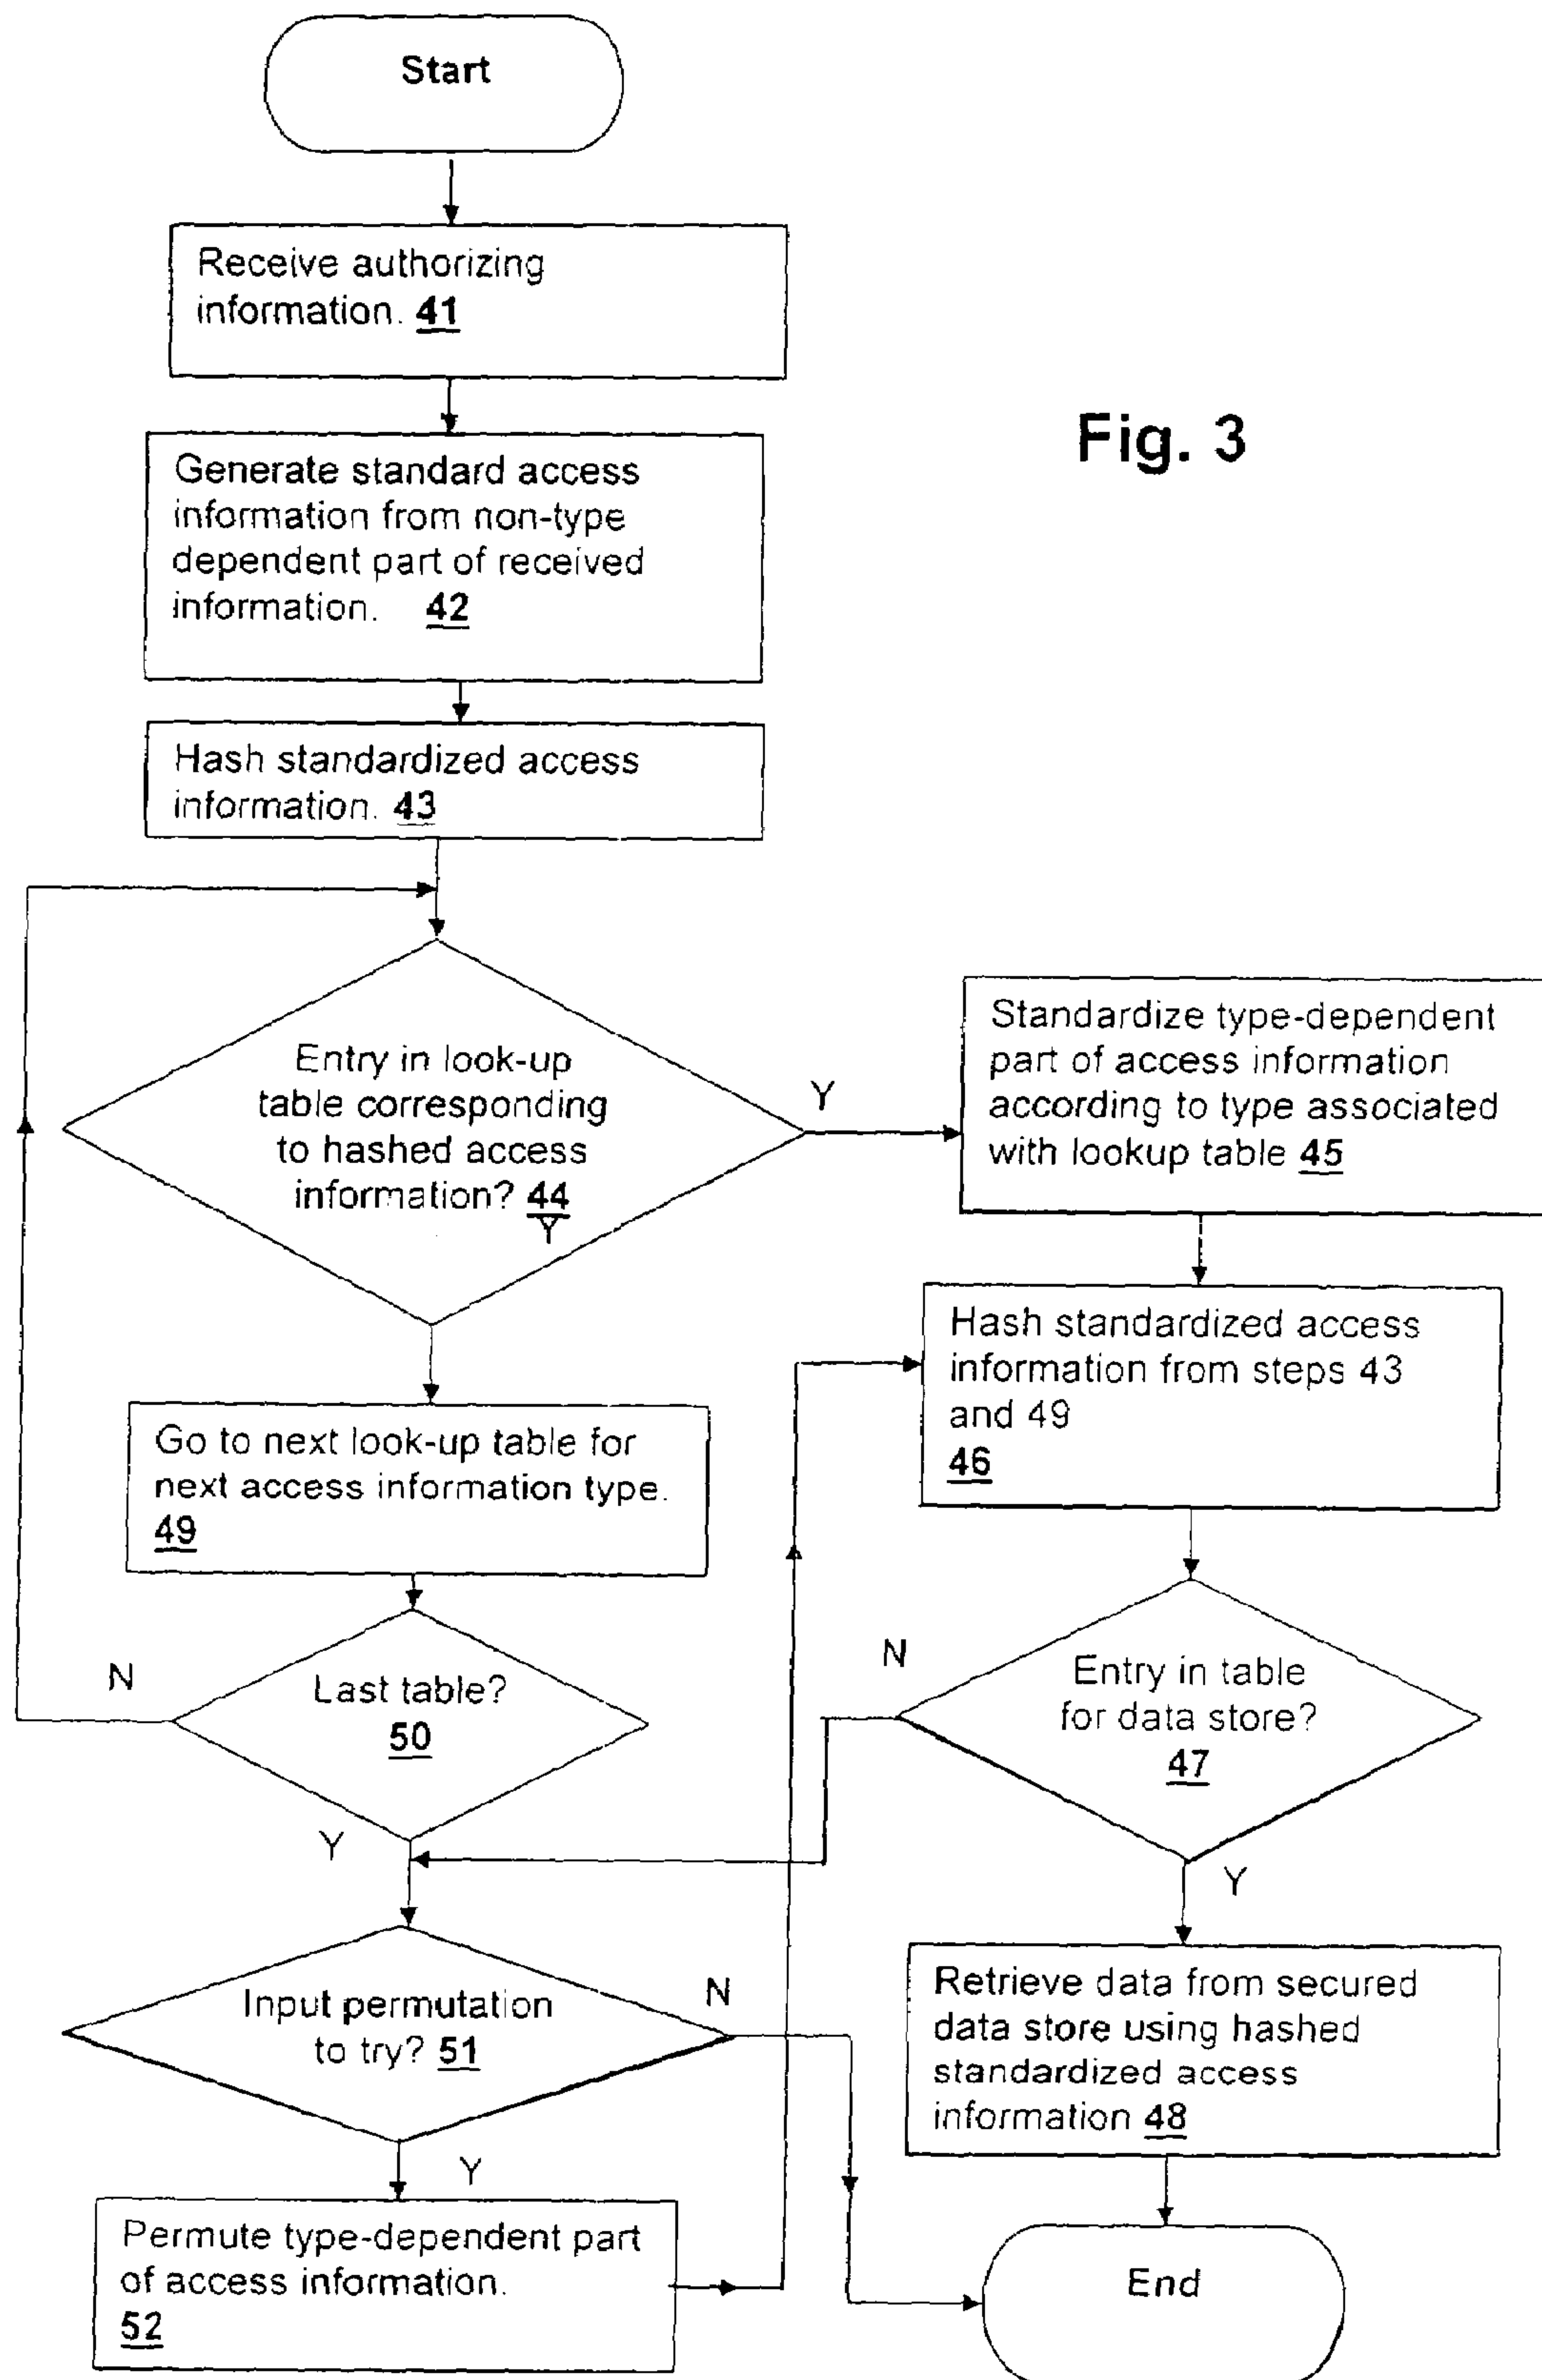 Start
Receive authorizing
information. 41
Fig. 3
Generate standard access
information from non-type
dependent part of received
information. 42
Hash standardized access
information. 43
Entry in look-up
table corresponding
to hashed access
information? 44
Y
Y
Standardize type-dependent
part of access information
according to type associated
with lookup table 45
Hash standardized access
information from steps 43
and 49
46
Go to next look-up table for
next access information type.
49
N
Last table?
50
Y
N
Entry in table
for data store?
47
Y
Input permutation
to try? 51
N
Y
Retrieve data from secured
data store using hashed
standardized access
information 48
Permute type-dependent part
of access information.
52
End